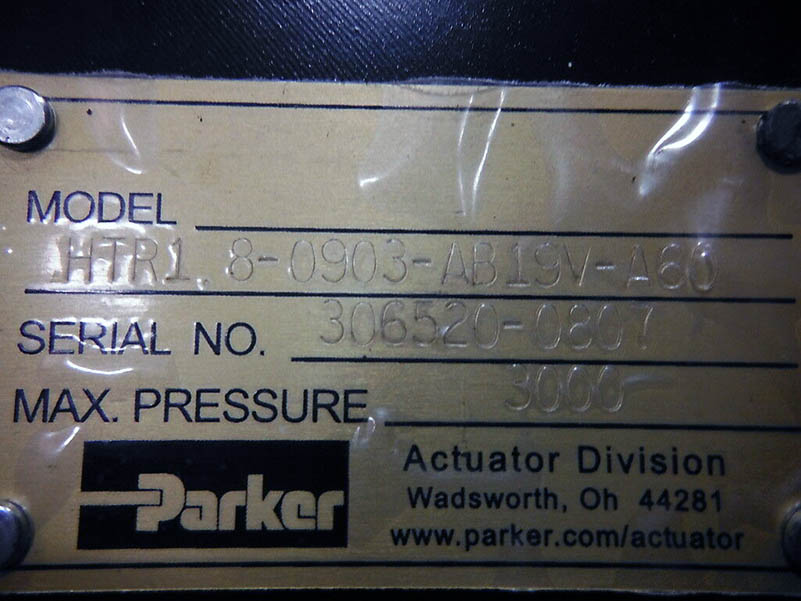 MODEL
HTR1.8-0903-AB19V-A60
SERIAL NO. 306520-0807
MAX. PRESSURE 3000
Parker
Actuator Division
Wadsworth, Oh 44281
www.parker.com/actuator